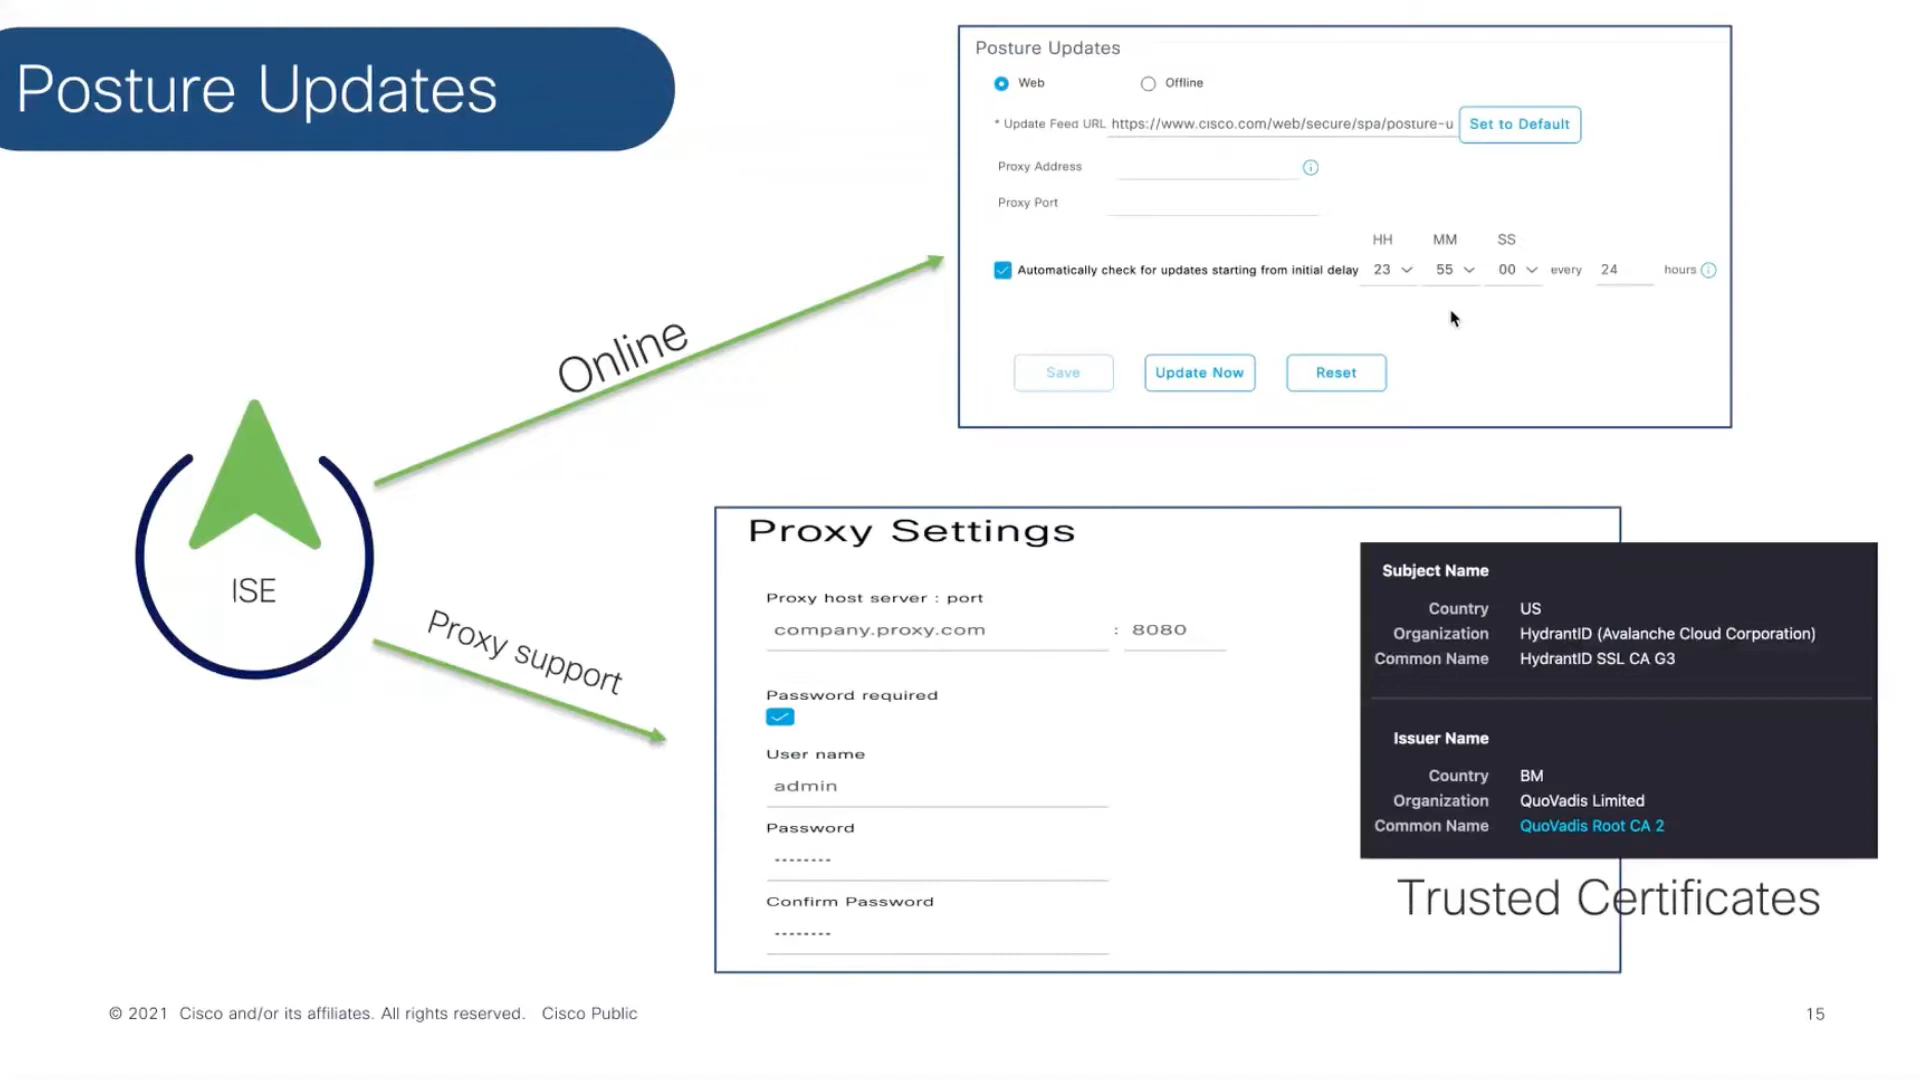 Posture Updates
Posture Updates
Web
Offline
* Update Feed URL https://www.cisco.com/web/secure/spa/posture-u
Set to Default
Proxy Address
Proxy Port
HH MM SS
Automatically check for updates starting from initial delay 23 55 00 every 24 hours
Save
Update Now
Reset
Online
ISE
Proxy support
Proxy Settings
Proxy host server : port
company.proxy.com : 8080
Password required
User name
admin
Password
--------
Confirm Password
--------
Subject Name
Country US
Organization HydrantID (Avalanche Cloud Corporation)
Common Name HydrantID SSL CA G3
Issuer Name
Country BM
Organization QuoVadis Limited
Common Name QuoVadis Root CA 2
Trusted Certificates
© 2021 Cisco and/or its affiliates. All rights reserved. Cisco Public
15